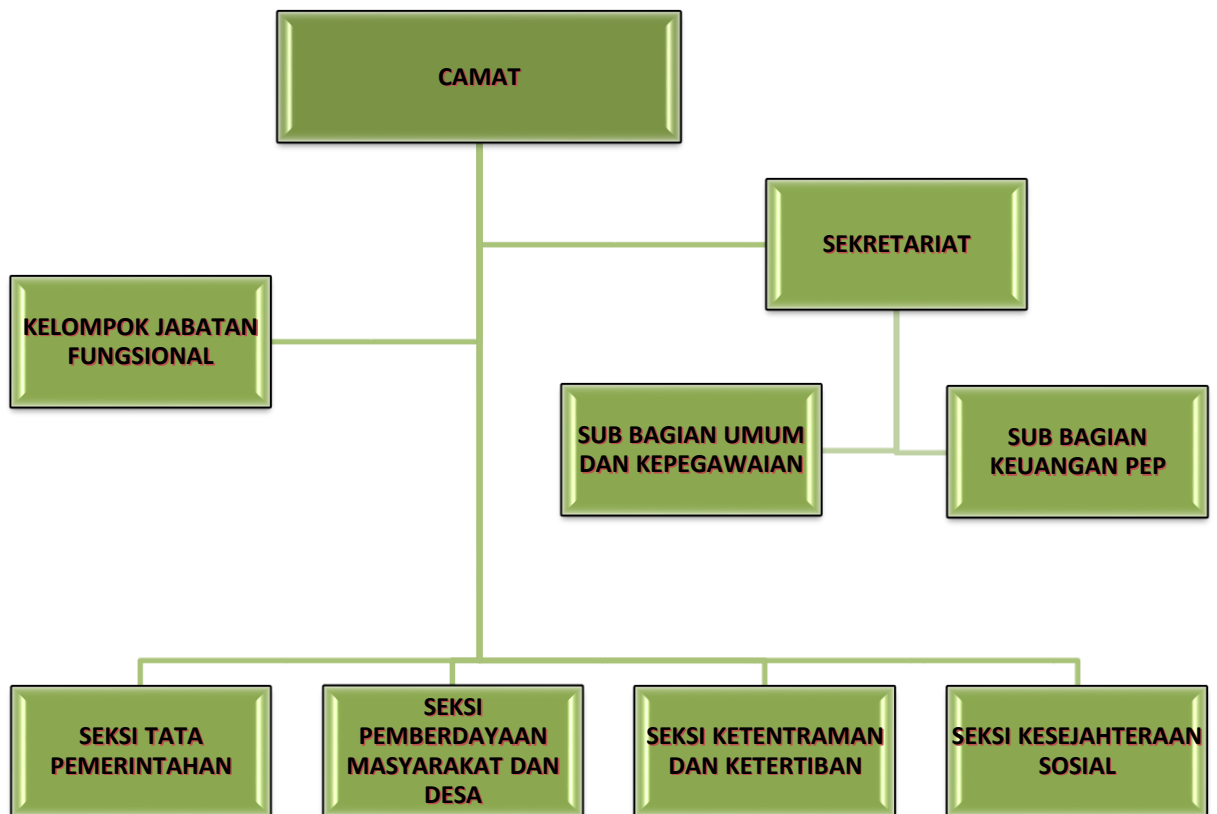 CAMAT
SEKRETARIAT
KELOMPOK JABATAN
FUNGSIONAL
SUB BAGIAN UMUM
DAN KEPEGAWAIAN
SUB BAGIAN
KEUANGAN PEP
SEKSI TATA
PEMERINTAHAN
SEKSI
PEMBERDAYAAN
MASYARAKAT DAN
DESA
SEKSI KETENTRAMAN
DAN KETERTIBAN
SEKSI KESEJAHTERAAN
SOSIAL